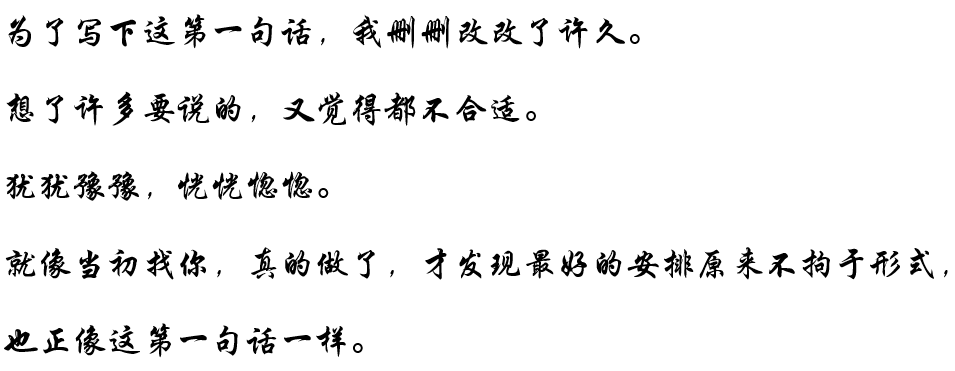 为了写下这第一句话，我删删改改了许久。
想了许多要说的，又觉得都不合适。
犹犹豫豫，恍恍惚惚。
就像当初找你，真的做了，才发现最好的安排原来不拘于形式，
也正像这第一句话一样。